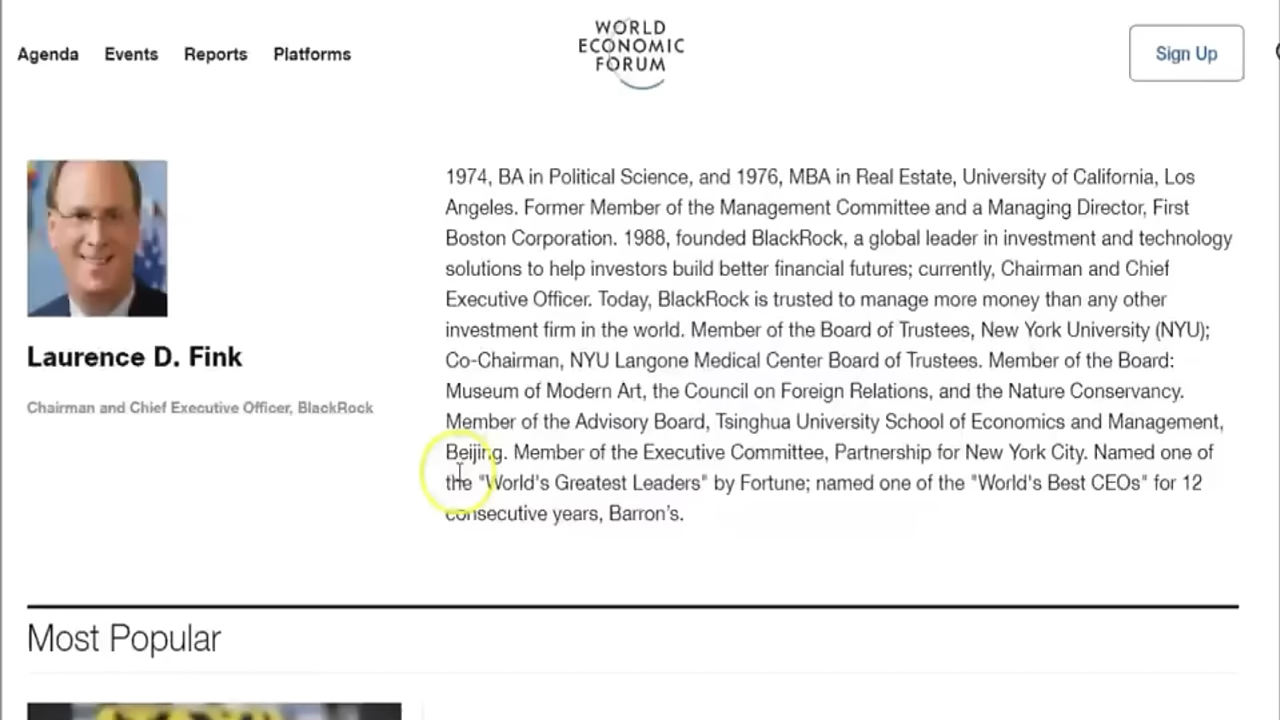 WORLD
ECONOMIC
FORUM
Agenda Events Reports Platforms
Sign Up
Laurence D. Fink
Chairman and Chief Executive Officer, BlackRock
1974, BA in Political Science, and 1976, MBA in Real Estate, University of California, Los
Angeles. Former Member of the Management Committee and a Managing Director, First
Boston Corporation. 1988, founded BlackRock, a global leader in investment and technology
solutions to help investors build better financial futures; currently, Chairman and Chief
Executive Officer. Today, BlackRock is trusted to manage more money than any other
investment firm in the world. Member of the Board of Trustees, New York University (NYU);
Co-Chairman, NYU Langone Medical Center Board of Trustees. Member of the Board:
Museum of Modern Art, the Council on Foreign Relations, and the Nature Conservancy.
Member of the Advisory Board, Tsinghua University School of Economics and Management,
Beijing. Member of the Executive Committee, Partnership for New York City. Named one of
the "World's Greatest Leaders" by Fortune; named one of the "World's Best CEOs" for 12
consecutive years, Barron's.
Most Popular